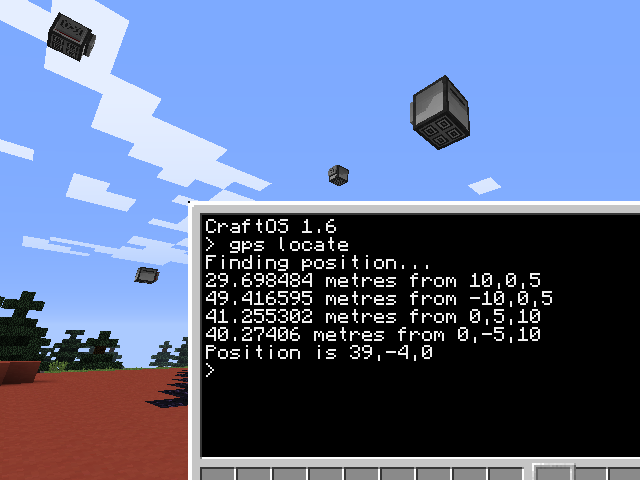 CraftOS 1.6
> gps locate
Finding position...
29.698484 metres from 10,0,5
49.416595 metres from -10,0,5
41.255302 metres from 0,5,10
40.27406 metres from 0,-5,10
Position is 39,-4,0
>